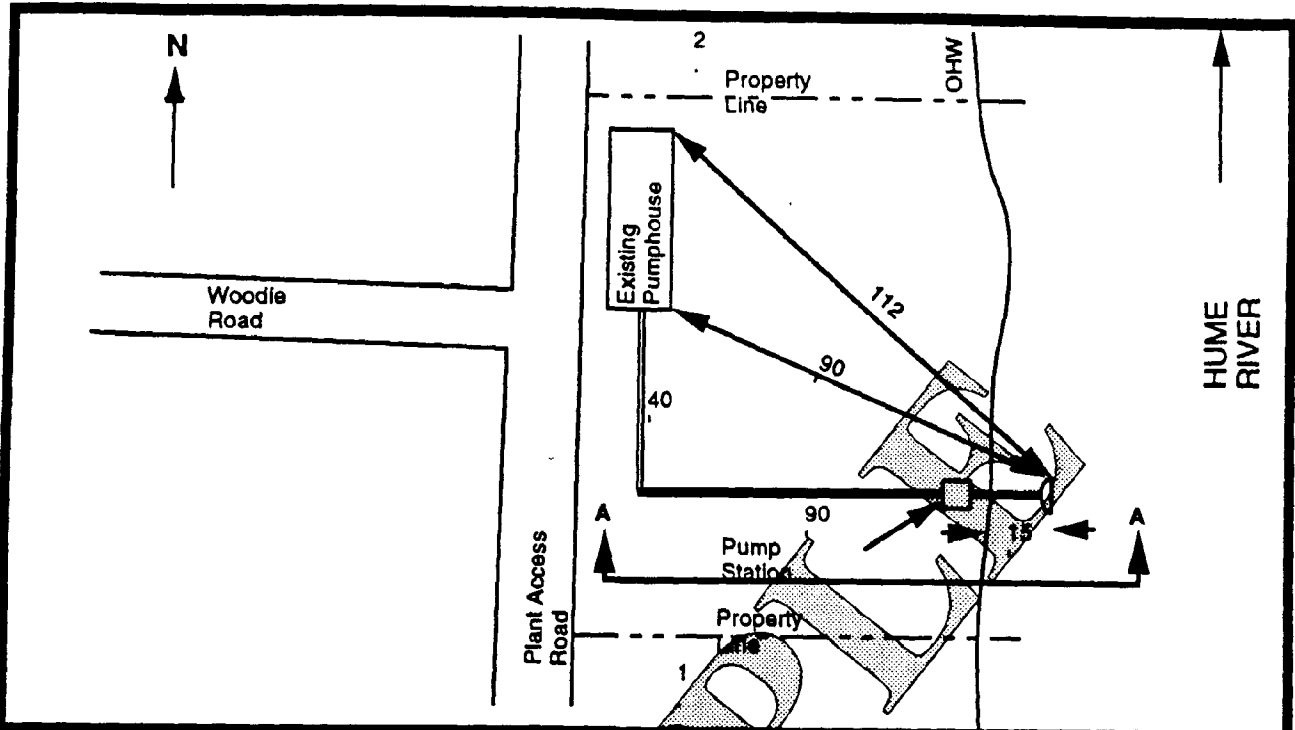 N
2
Property
Line
OHW
Existing
Pumphouse
112
Woodie
Road
HUME
RIVER
90
40
A
90
15
A
Pump
Station
Plant Access
Road
Property
Line
1